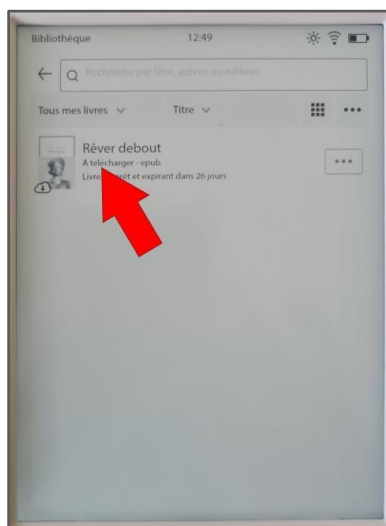 Bibliothèque 12:49
Recherche par titre, auteur ou éditeur
Tous mes livres Titre
Rêver debout
A télécharger - epub
Livre prêt et expirant dans 26 jours